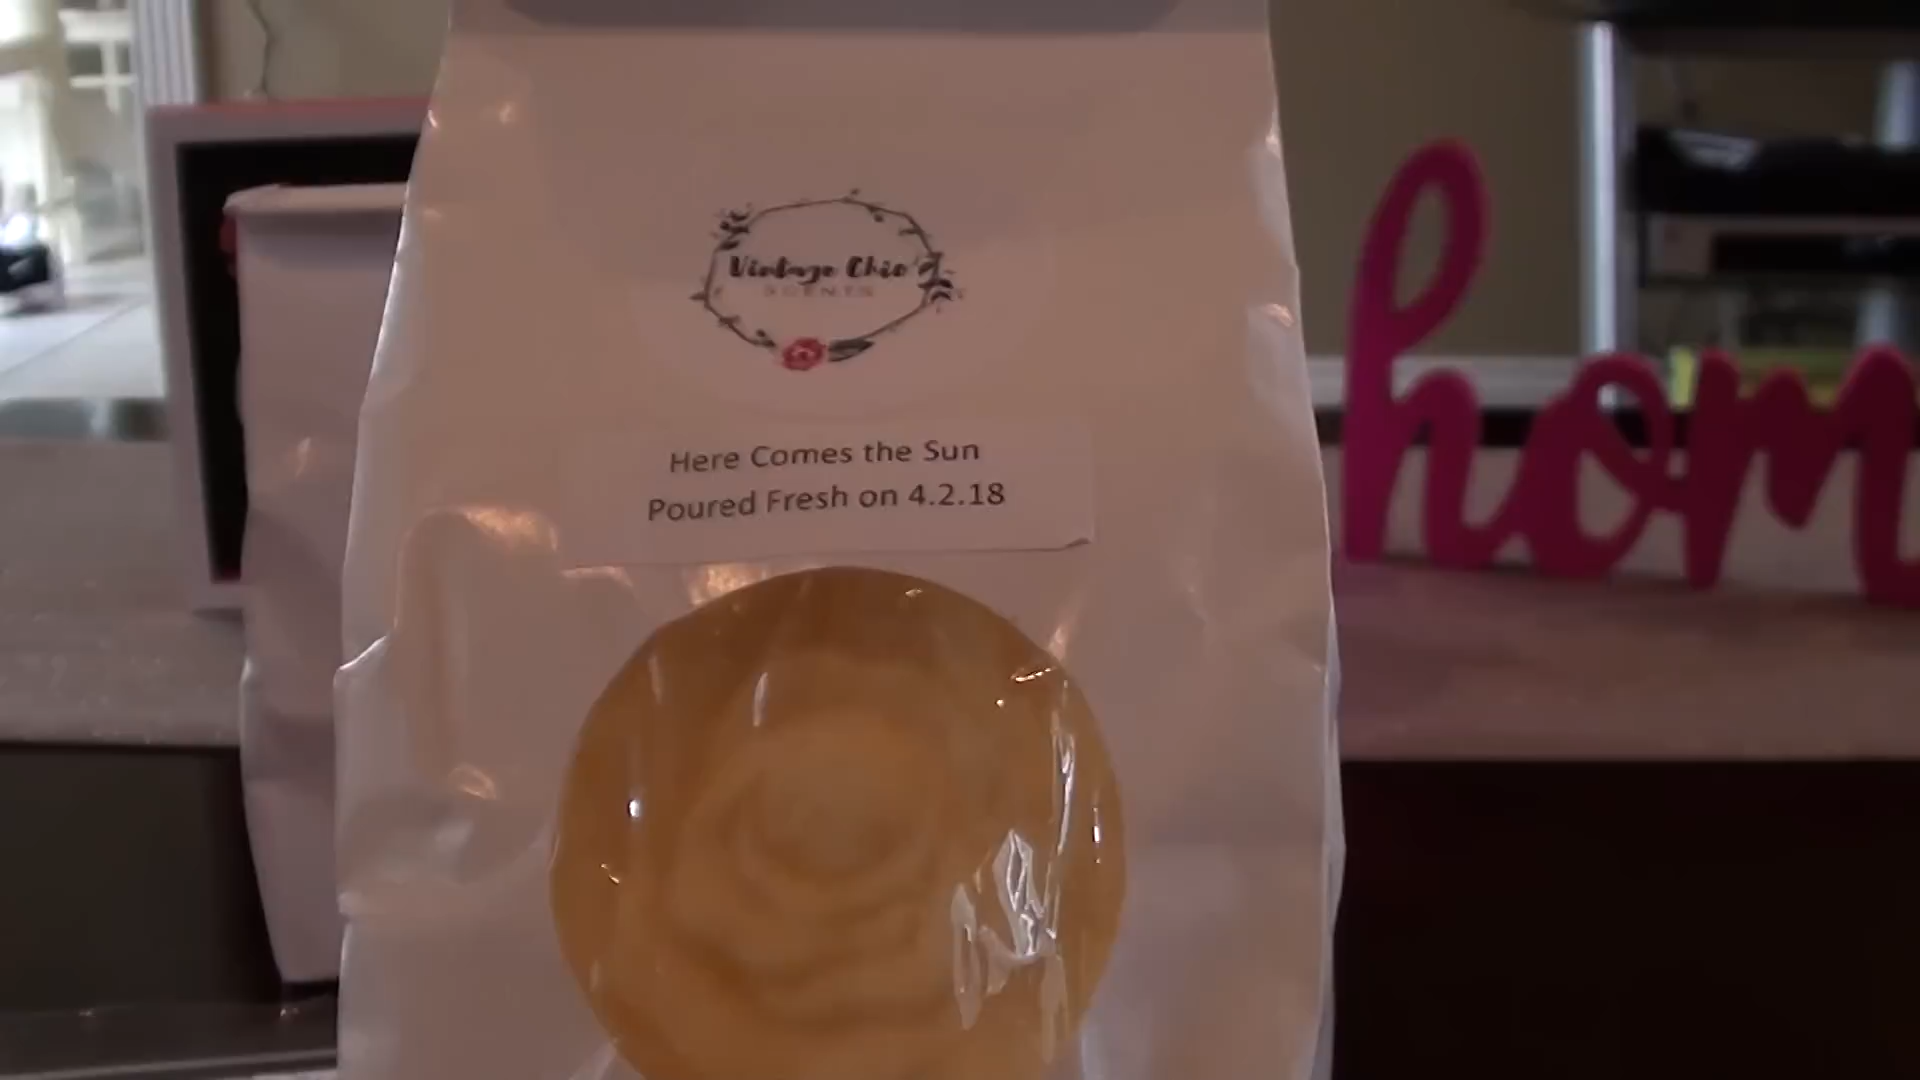 Vintage Chic
SCENTS
Here Comes the Sun
Poured Fresh on 4.2.18
hom